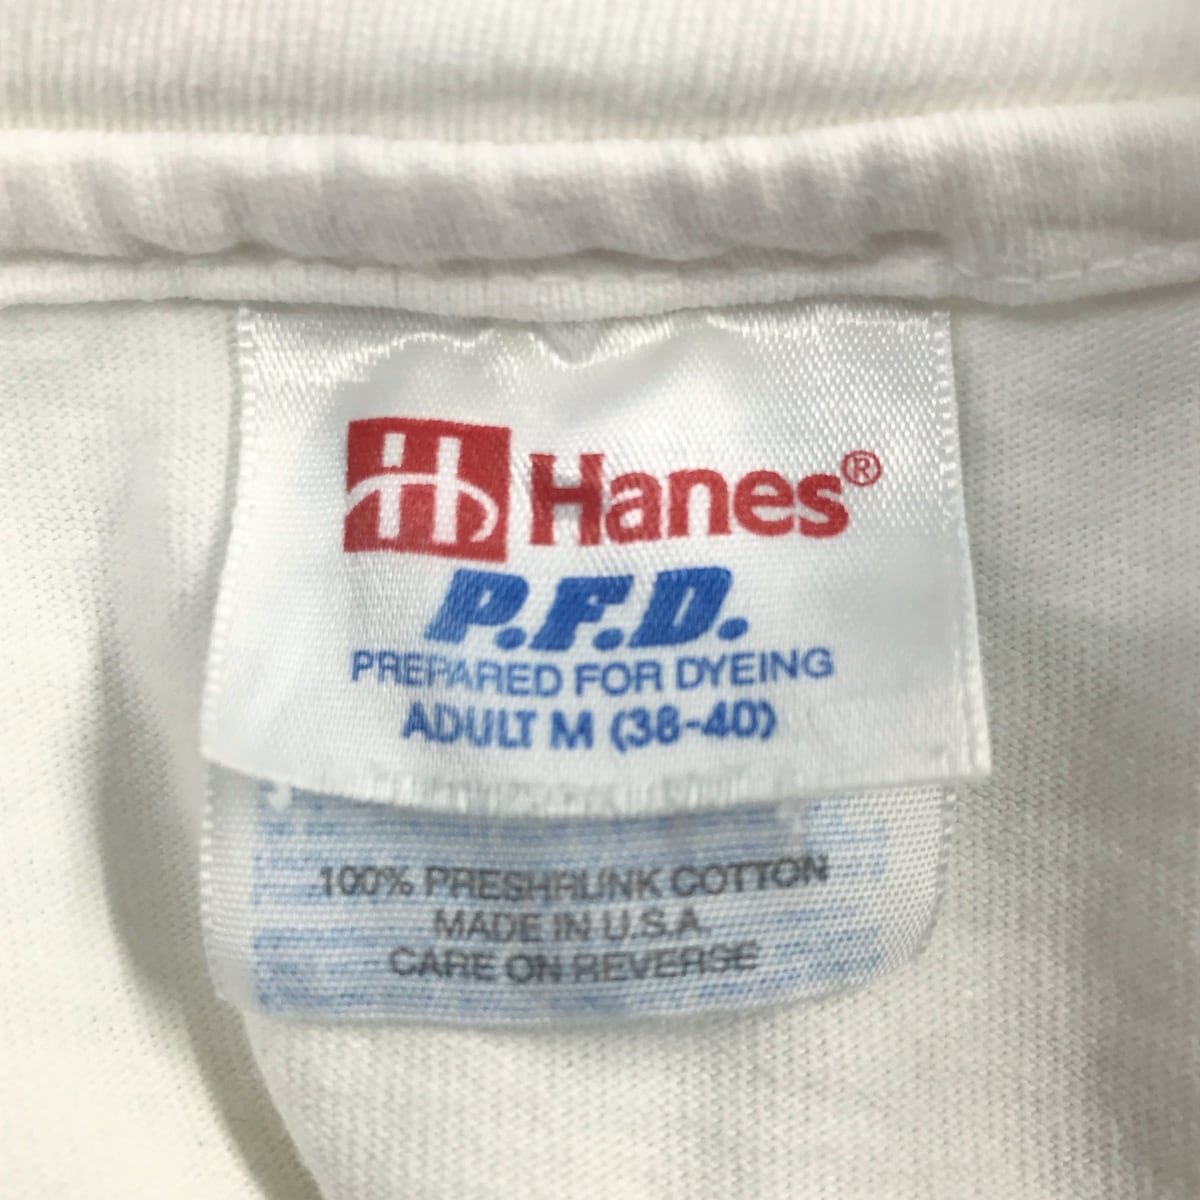 H Hanes®
P.F.D.
PREPARED FOR DYEING
ADULT M (38-40)
100% PRESHRUNK COTTON
MADE IN U.S.A.
CARE ON REVERSE